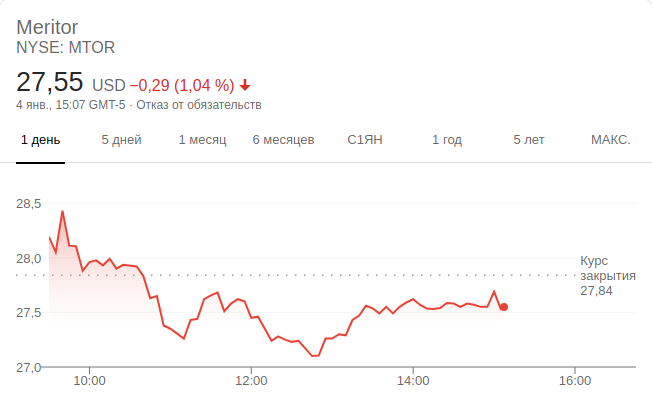 Meritor
NYSE: MTOR
27,55 USD −0,29 (1,04 %)
4 янв., 15:07 GMT-5 · Отказ от обязательств
1 день 5 дней 1 месяц 6 месяцев С1ЯН 1 год 5 лет МАКС.
28,5
28,0
27,5
27,0
Курс
закрытия
27,84
10:00 12:00 14:00 16:00